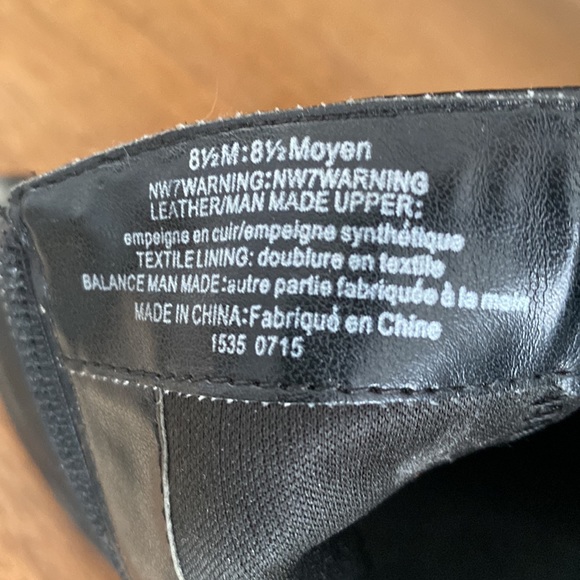 8½M:8½Moyen
NW7WARNING:NW7WARNING
LEATHER/MAN MADE UPPER:
empeigne en cuir/empeigne synthétique
TEXTILE LINING: doublure en textile
BALANCE MAN MADE:autre partie fabriquée à la main
MADE IN CHINA:Fabriqué en Chine
1535 0715